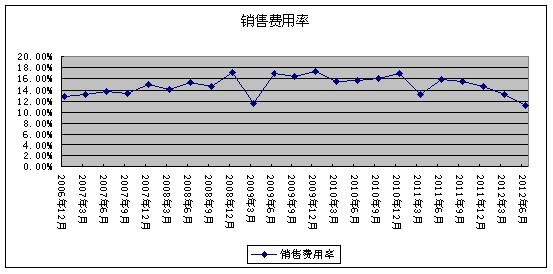 销售费用率
20.00%
18.00%
16.00%
14.00%
12.00%
10.00%
8.00%
6.00%
4.00%
2.00%
0.00%
2006年12月
2007年3月
2007年6月
2007年9月
2007年12月
2008年3月
2008年6月
2008年9月
2008年12月
2009年3月
2009年6月
2009年9月
2009年12月
2010年3月
2010年6月
2010年9月
2010年12月
2011年3月
2011年6月
2011年9月
2011年12月
2012年3月
2012年6月
销售费用率